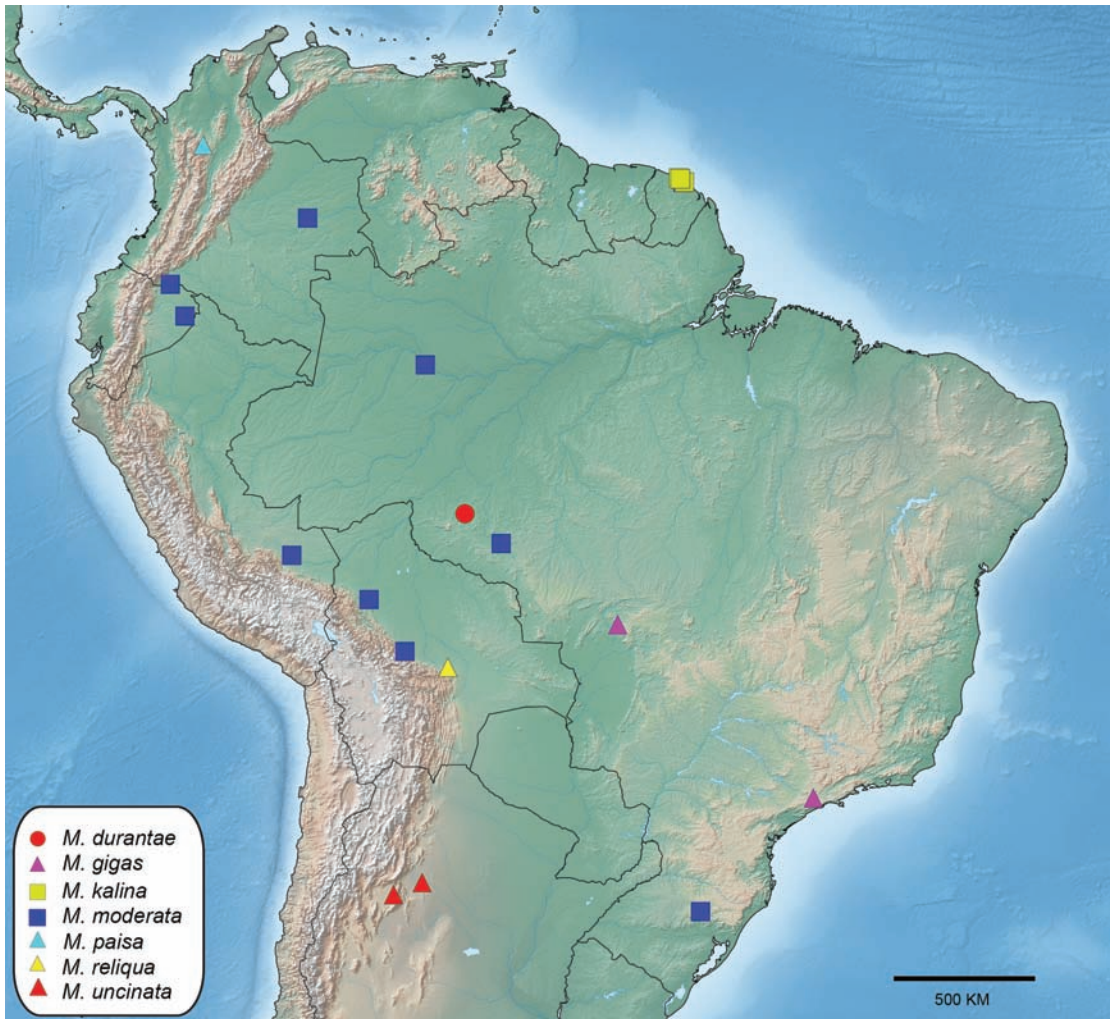 M. durantae
M. gigas
M. kalina
M. moderata
M. paisa
M. reliqua
M. uncinata
500 KM